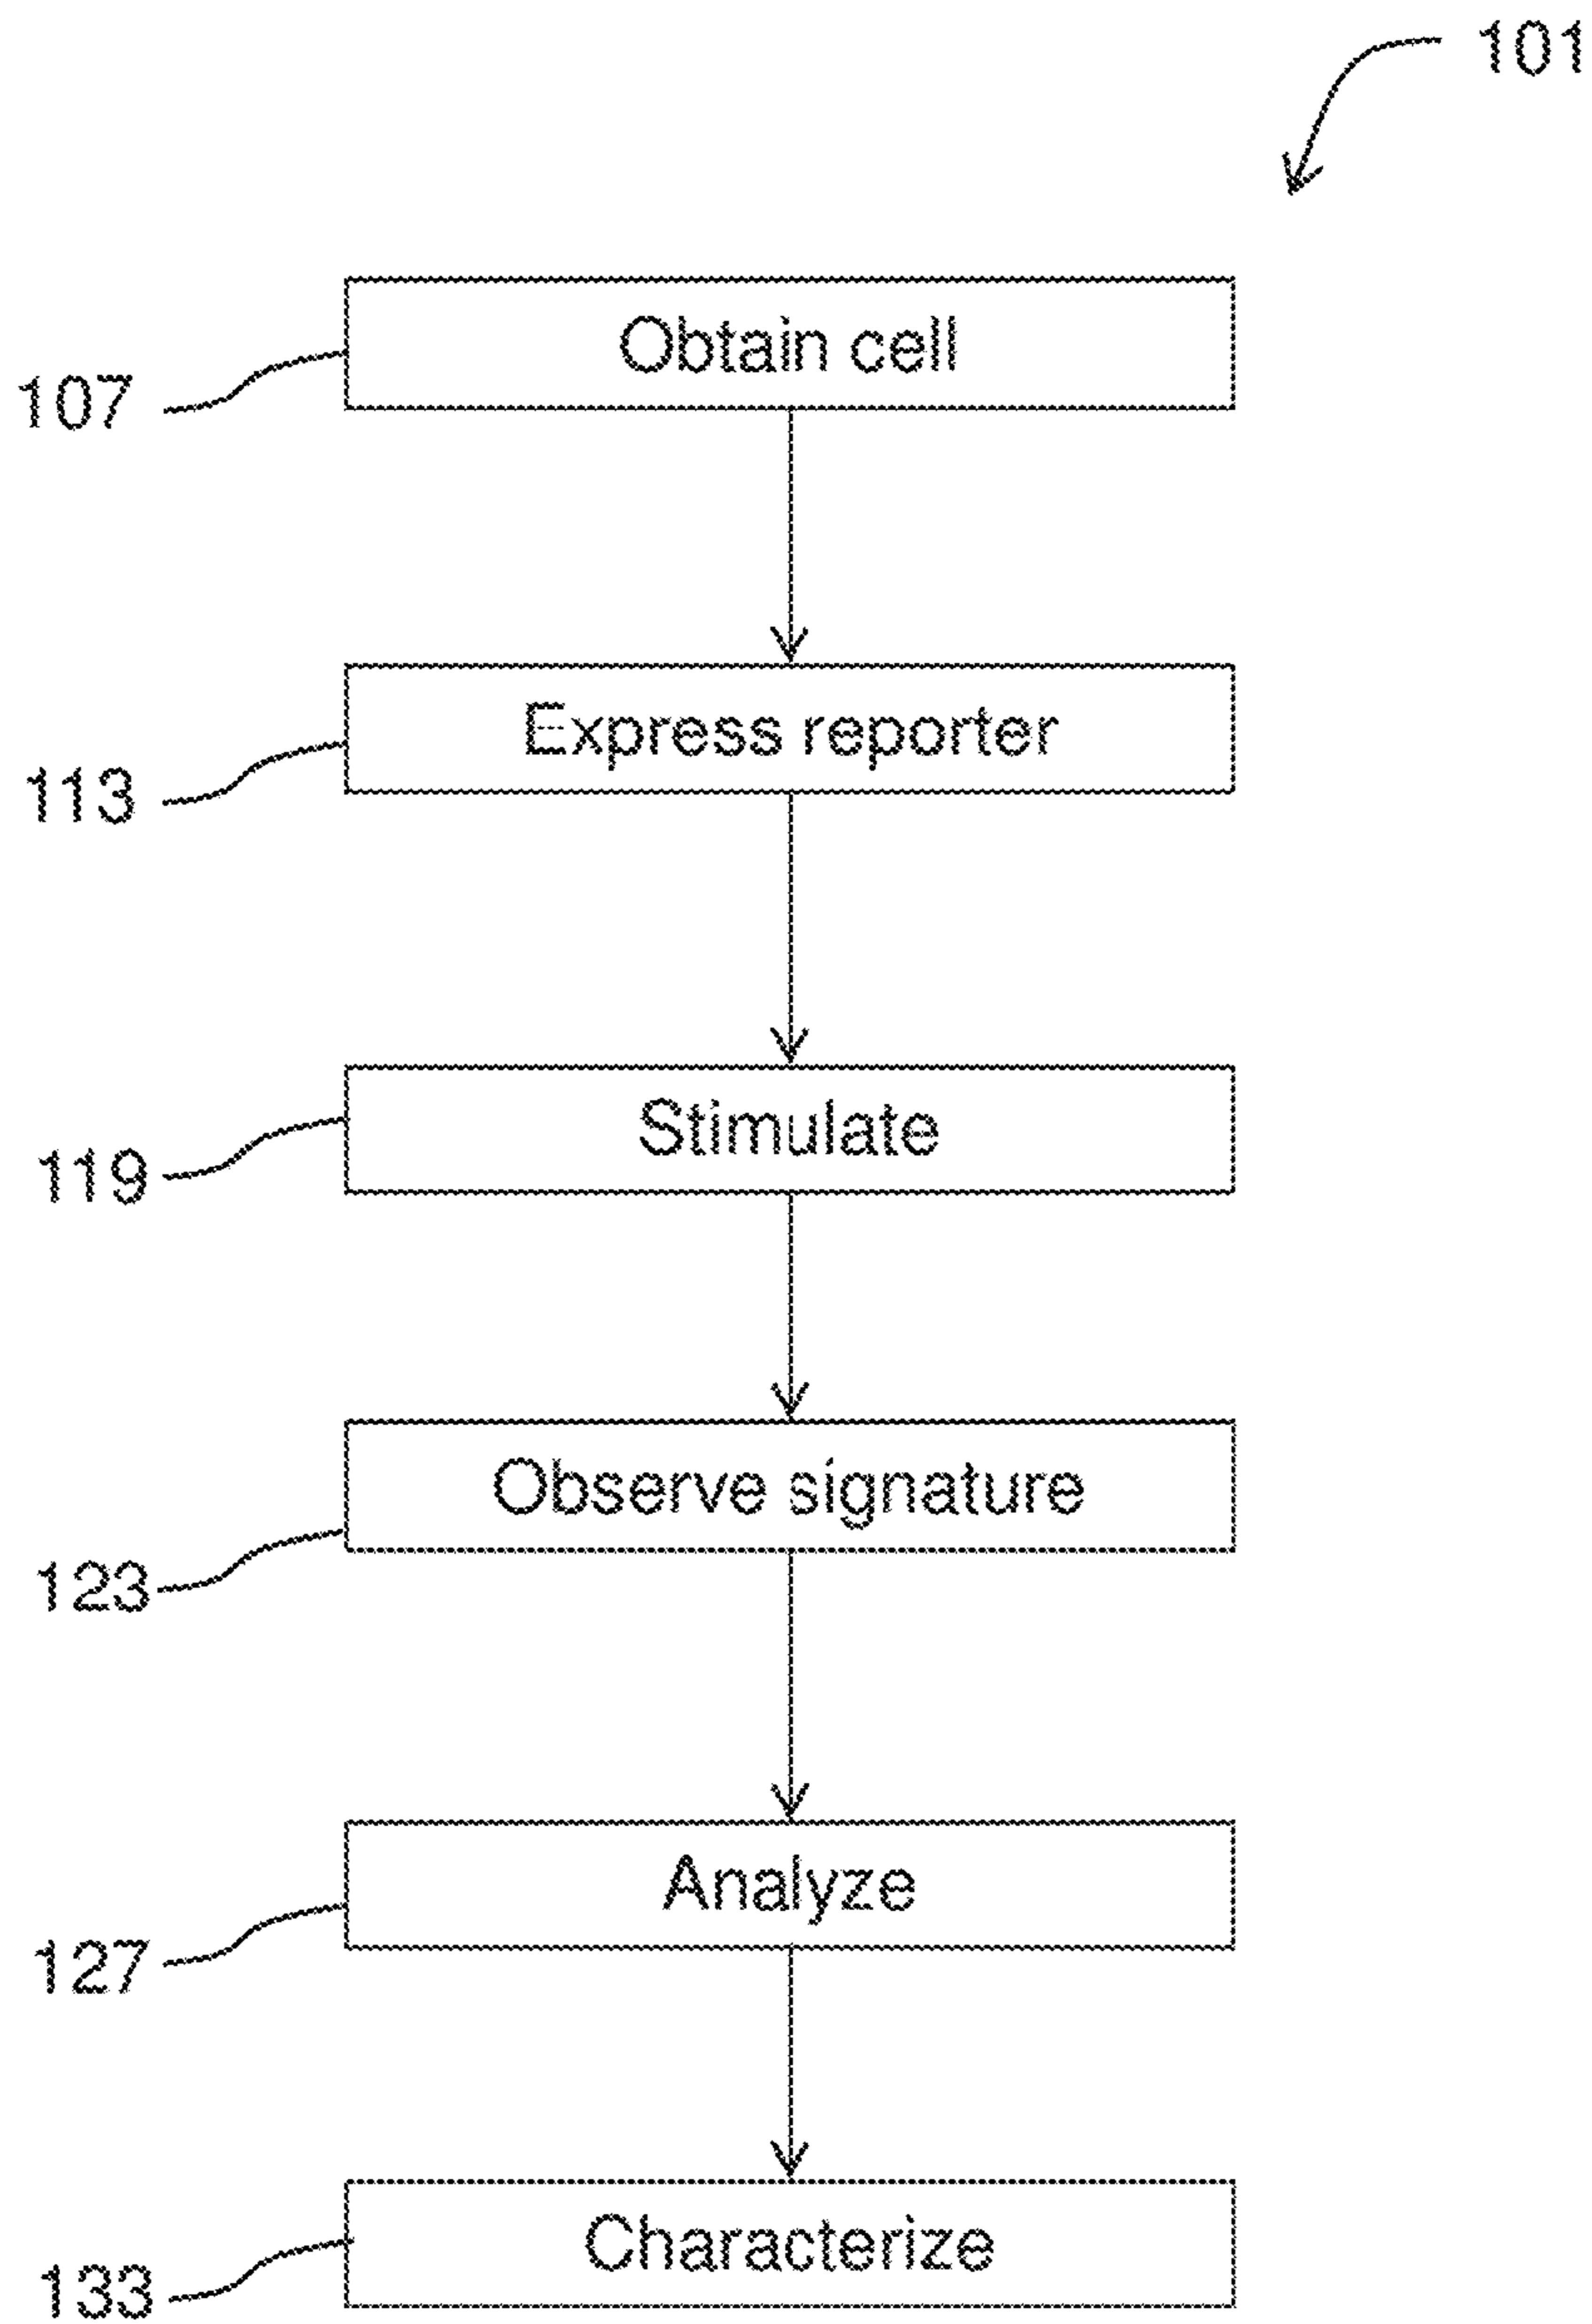 101
Obtain cell
107
Express reporter
113
Stimulate
119
Observe signature
123
Analyze
127
Characterize
133